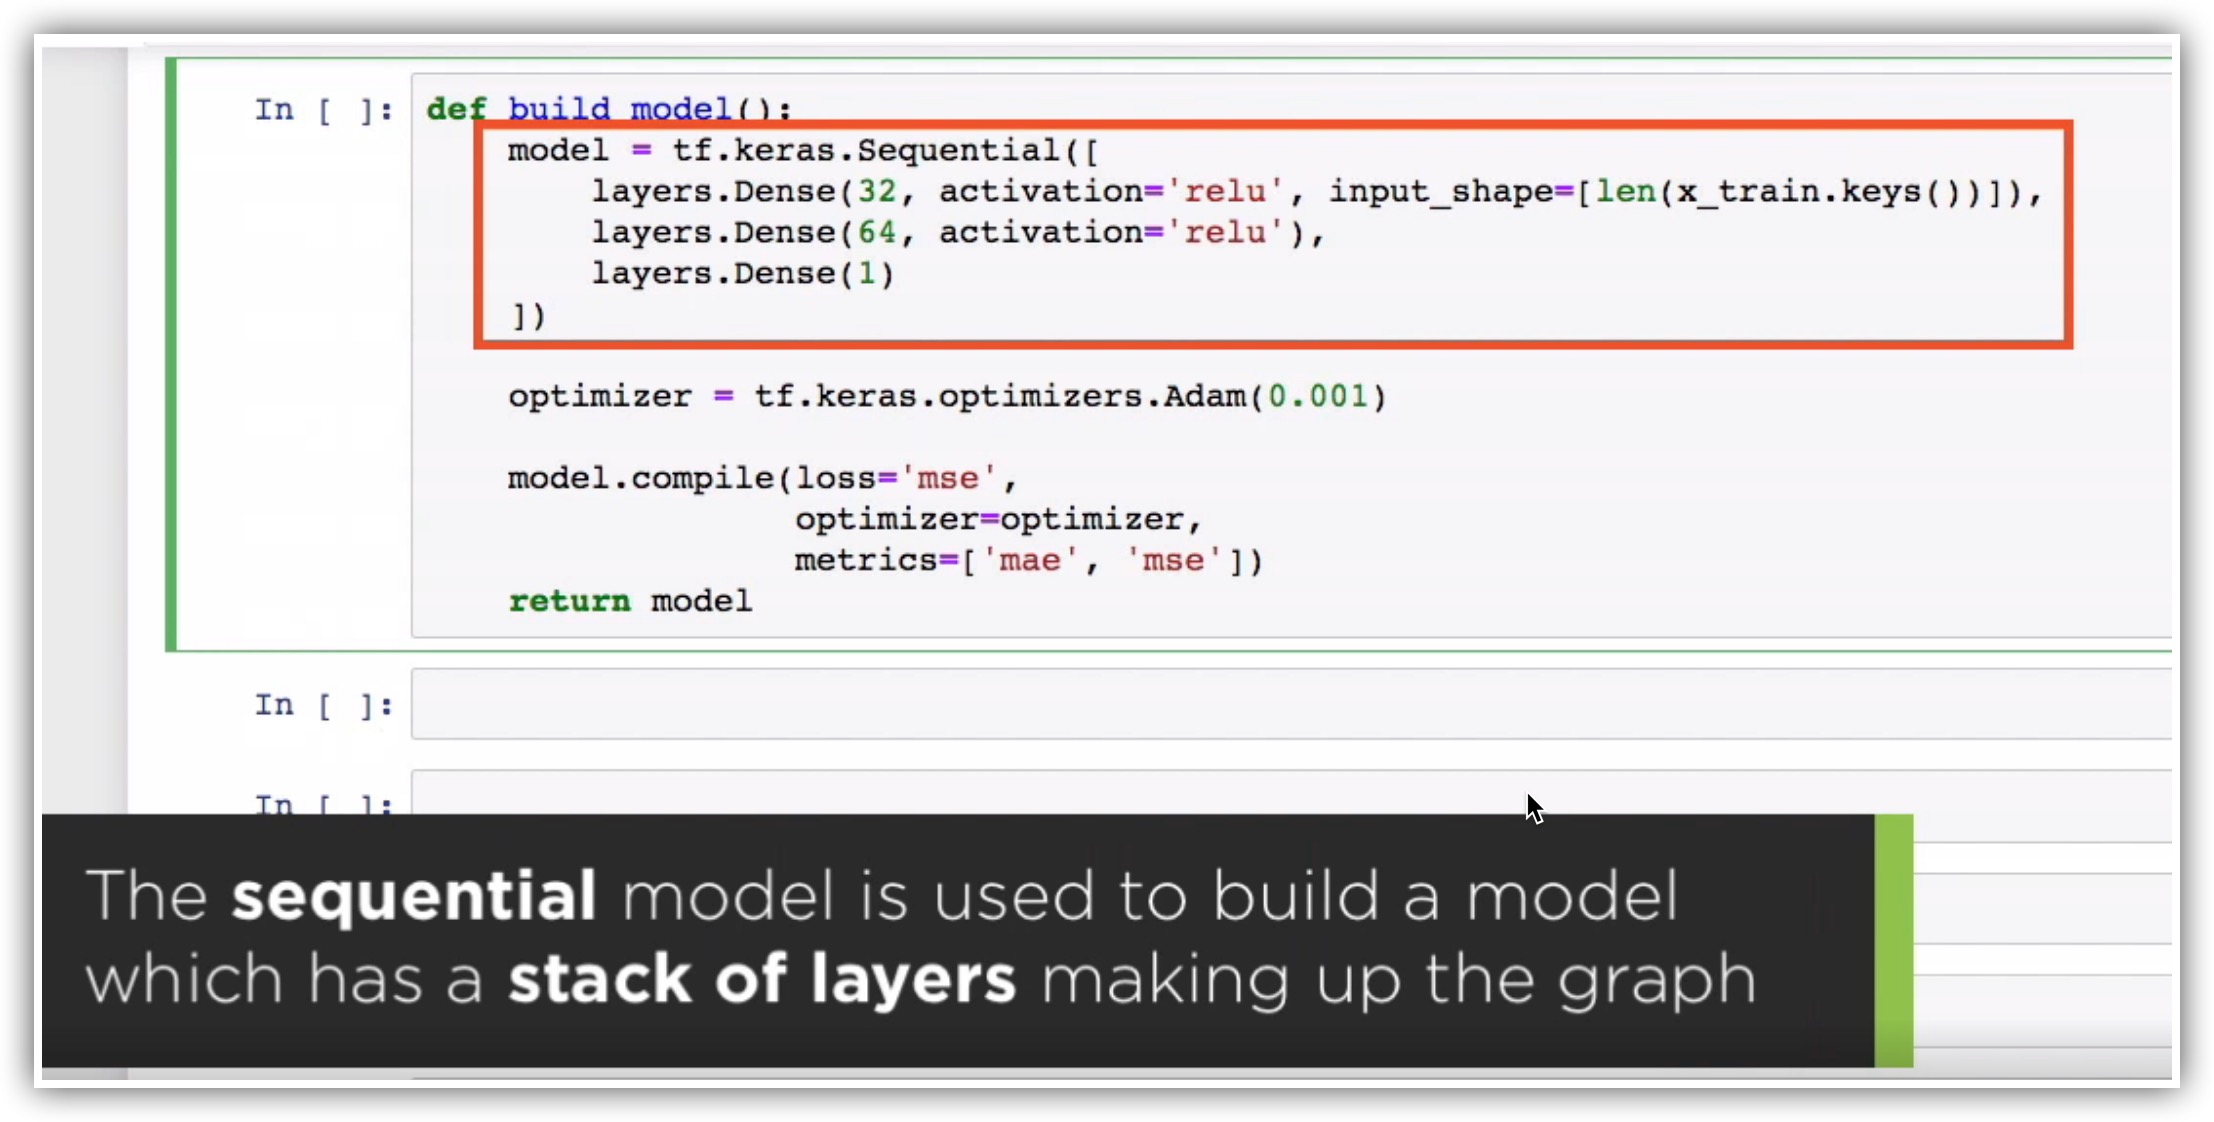 In [ ]: def build_model():
model = tf.keras.Sequential([
layers.Dense(32, activation='relu', input_shape=[len(x_train.keys())]),
layers.Dense(64, activation='relu'),
layers.Dense(1)
])
optimizer = tf.keras.optimizers.Adam(0.001)
model.compile(loss='mse',
optimizer=optimizer,
metrics=['mae', 'mse'])
return model
In [ ]:
In [ ]:
The sequential model is used to build a model
which has a stack of layers making up the graph